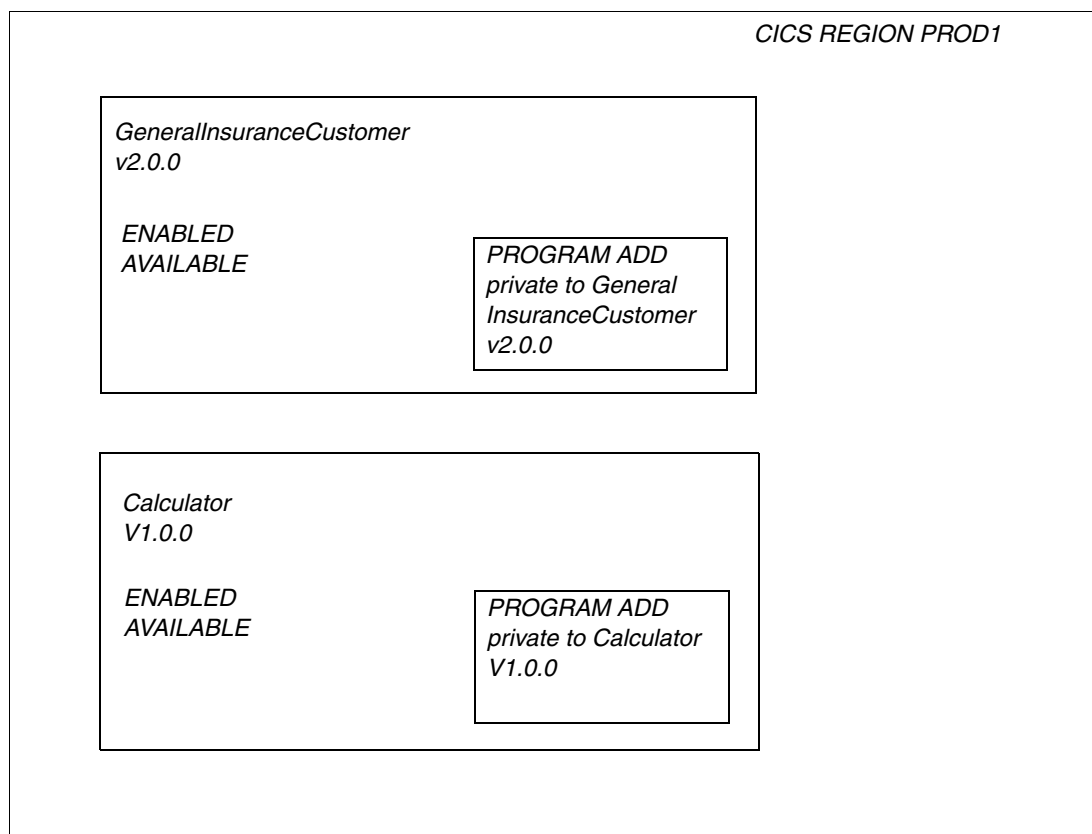 CICS REGION PROD1
GeneralInsuranceCustomer
v2.0.0
ENABLED
AVAILABLE
PROGRAM ADD
private to General
InsuranceCustomer
v2.0.0
Calculator
V1.0.0
ENABLED
AVAILABLE
PROGRAM ADD
private to Calculator
V1.0.0